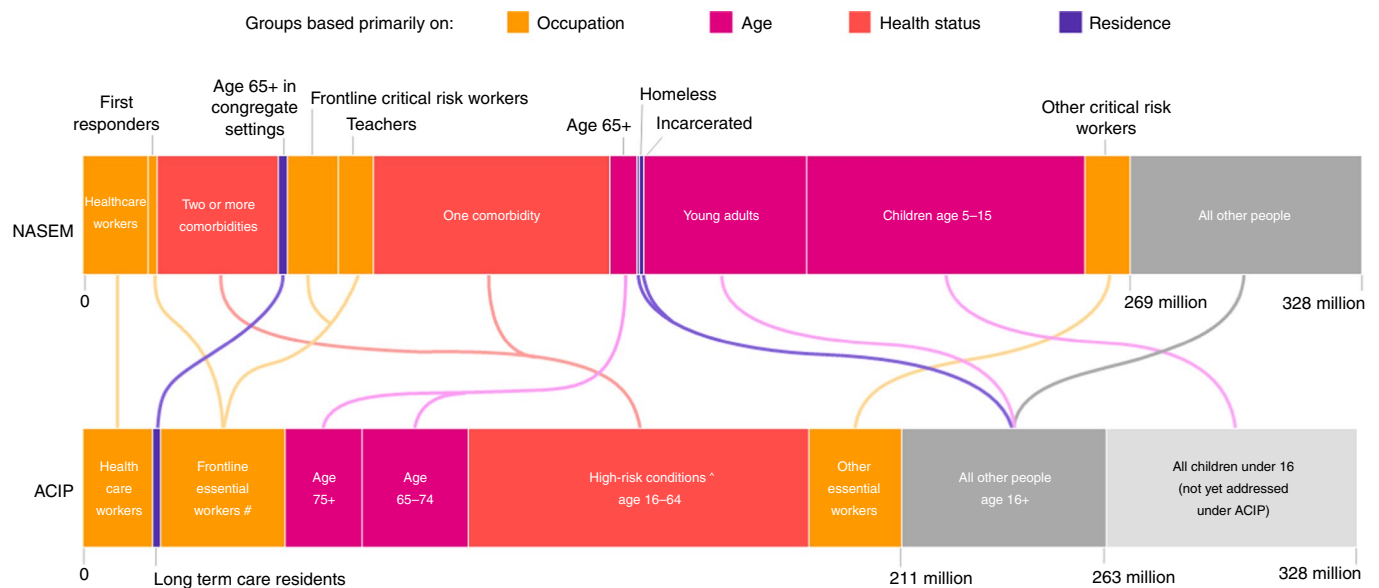 Groups based primarily on: Occupation Age Health status Residence
First
responders
Age 65+ in
congregate
settings
Frontline critical risk workers
Teachers
Age 65+
Homeless
Incarcerated
Other critical risk
workers
NASEM
Healthcare
workers
Two or more
comorbidities
One comorbidity
Young adults
Children age 5–15
All other people
0
269 million
328 million
ACIP
Health
care
workers
Frontline
essential
workers #
Age
75+
Age
65–74
High-risk conditions ^
age 16–64
Other
essential
workers
All other people
age 16+
All children under 16
(not yet addressed
under ACIP)
0
Long term care residents
211 million
263 million
328 million